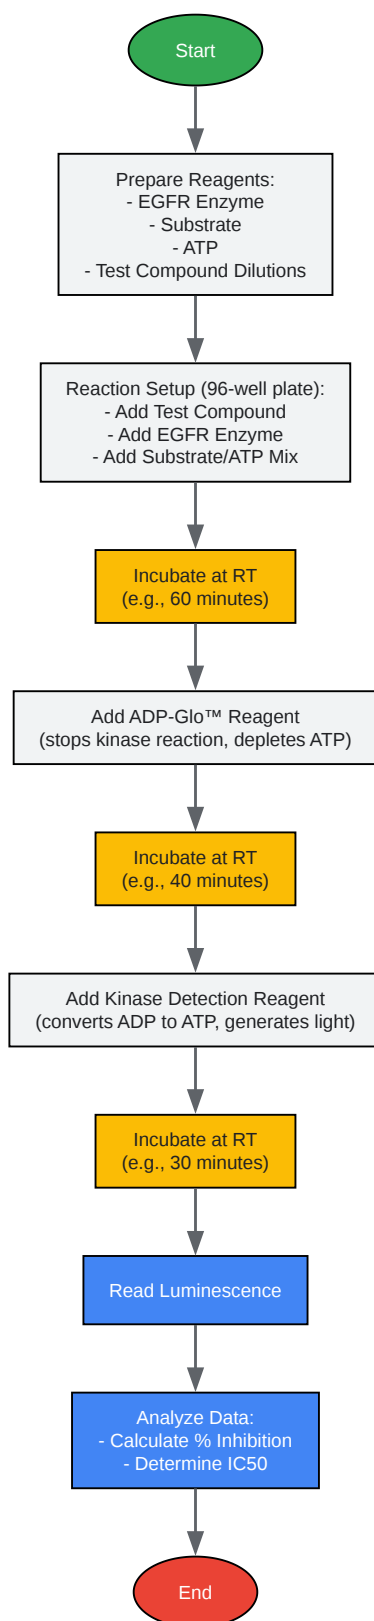 Start
Prepare Reagents:
- EGFR Enzyme
- Substrate
- ATP
- Test Compound Dilutions
Reaction Setup (96-well plate):
- Add Test Compound
- Add EGFR Enzyme
- Add Substrate/ATP Mix
Incubate at RT
(e.g., 60 minutes)
Add ADP-Glo™ Reagent
(stops kinase reaction, depletes ATP)
Incubate at RT
(e.g., 40 minutes)
Add Kinase Detection Reagent
(converts ADP to ATP, generates light)
Incubate at RT
(e.g., 30 minutes)
Read Luminescence
Analyze Data:
- Calculate % Inhibition
- Determine IC50
End